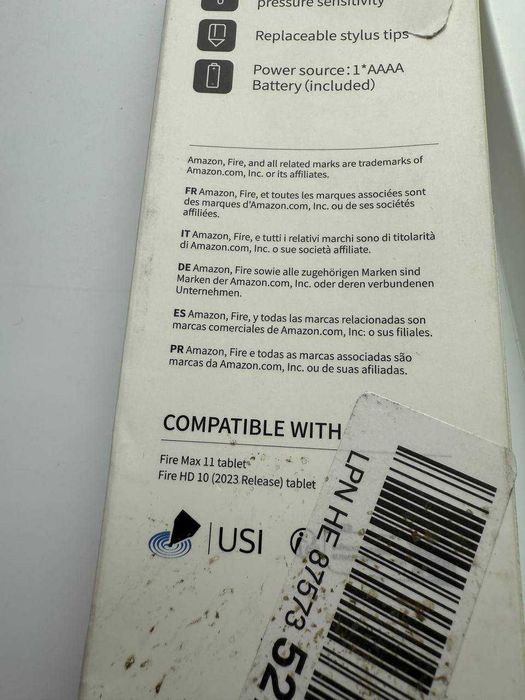 pressure sensitivity
Replaceable stylus tips
Power source: 1*AAAA
Battery (included)
Amazon, Fire, and all related marks are trademarks of
Amazon.com, Inc. or its affiliates.
FR Amazon, Fire, et toutes les marques associées sont
des marques d'Amazon.com, Inc. ou de ses sociétés
affiliées.
IT Amazon, Fire, e tutti i relativi marchi sono di titolarità
di Amazon.com, Inc. o sue società affiliate.
DE Amazon, Fire sowie alle zugehörigen Marken sind
Marken der Amazon.com, Inc. oder deren verbundenen
Unternehmen.
ES Amazon, Fire, y todas las marcas relacionadas son
marcas comerciales de Amazon.com, Inc. o sus filiales.
PR Amazon, Fire e todas as marcas associadas são
marcas da Amazon.com, Inc. ou de suas afiliadas.
COMPATIBLE WITH
Fire Max 11 tablet
Fire HD 10 (2023 Release) tablet
USI
LPN HE 87573 52